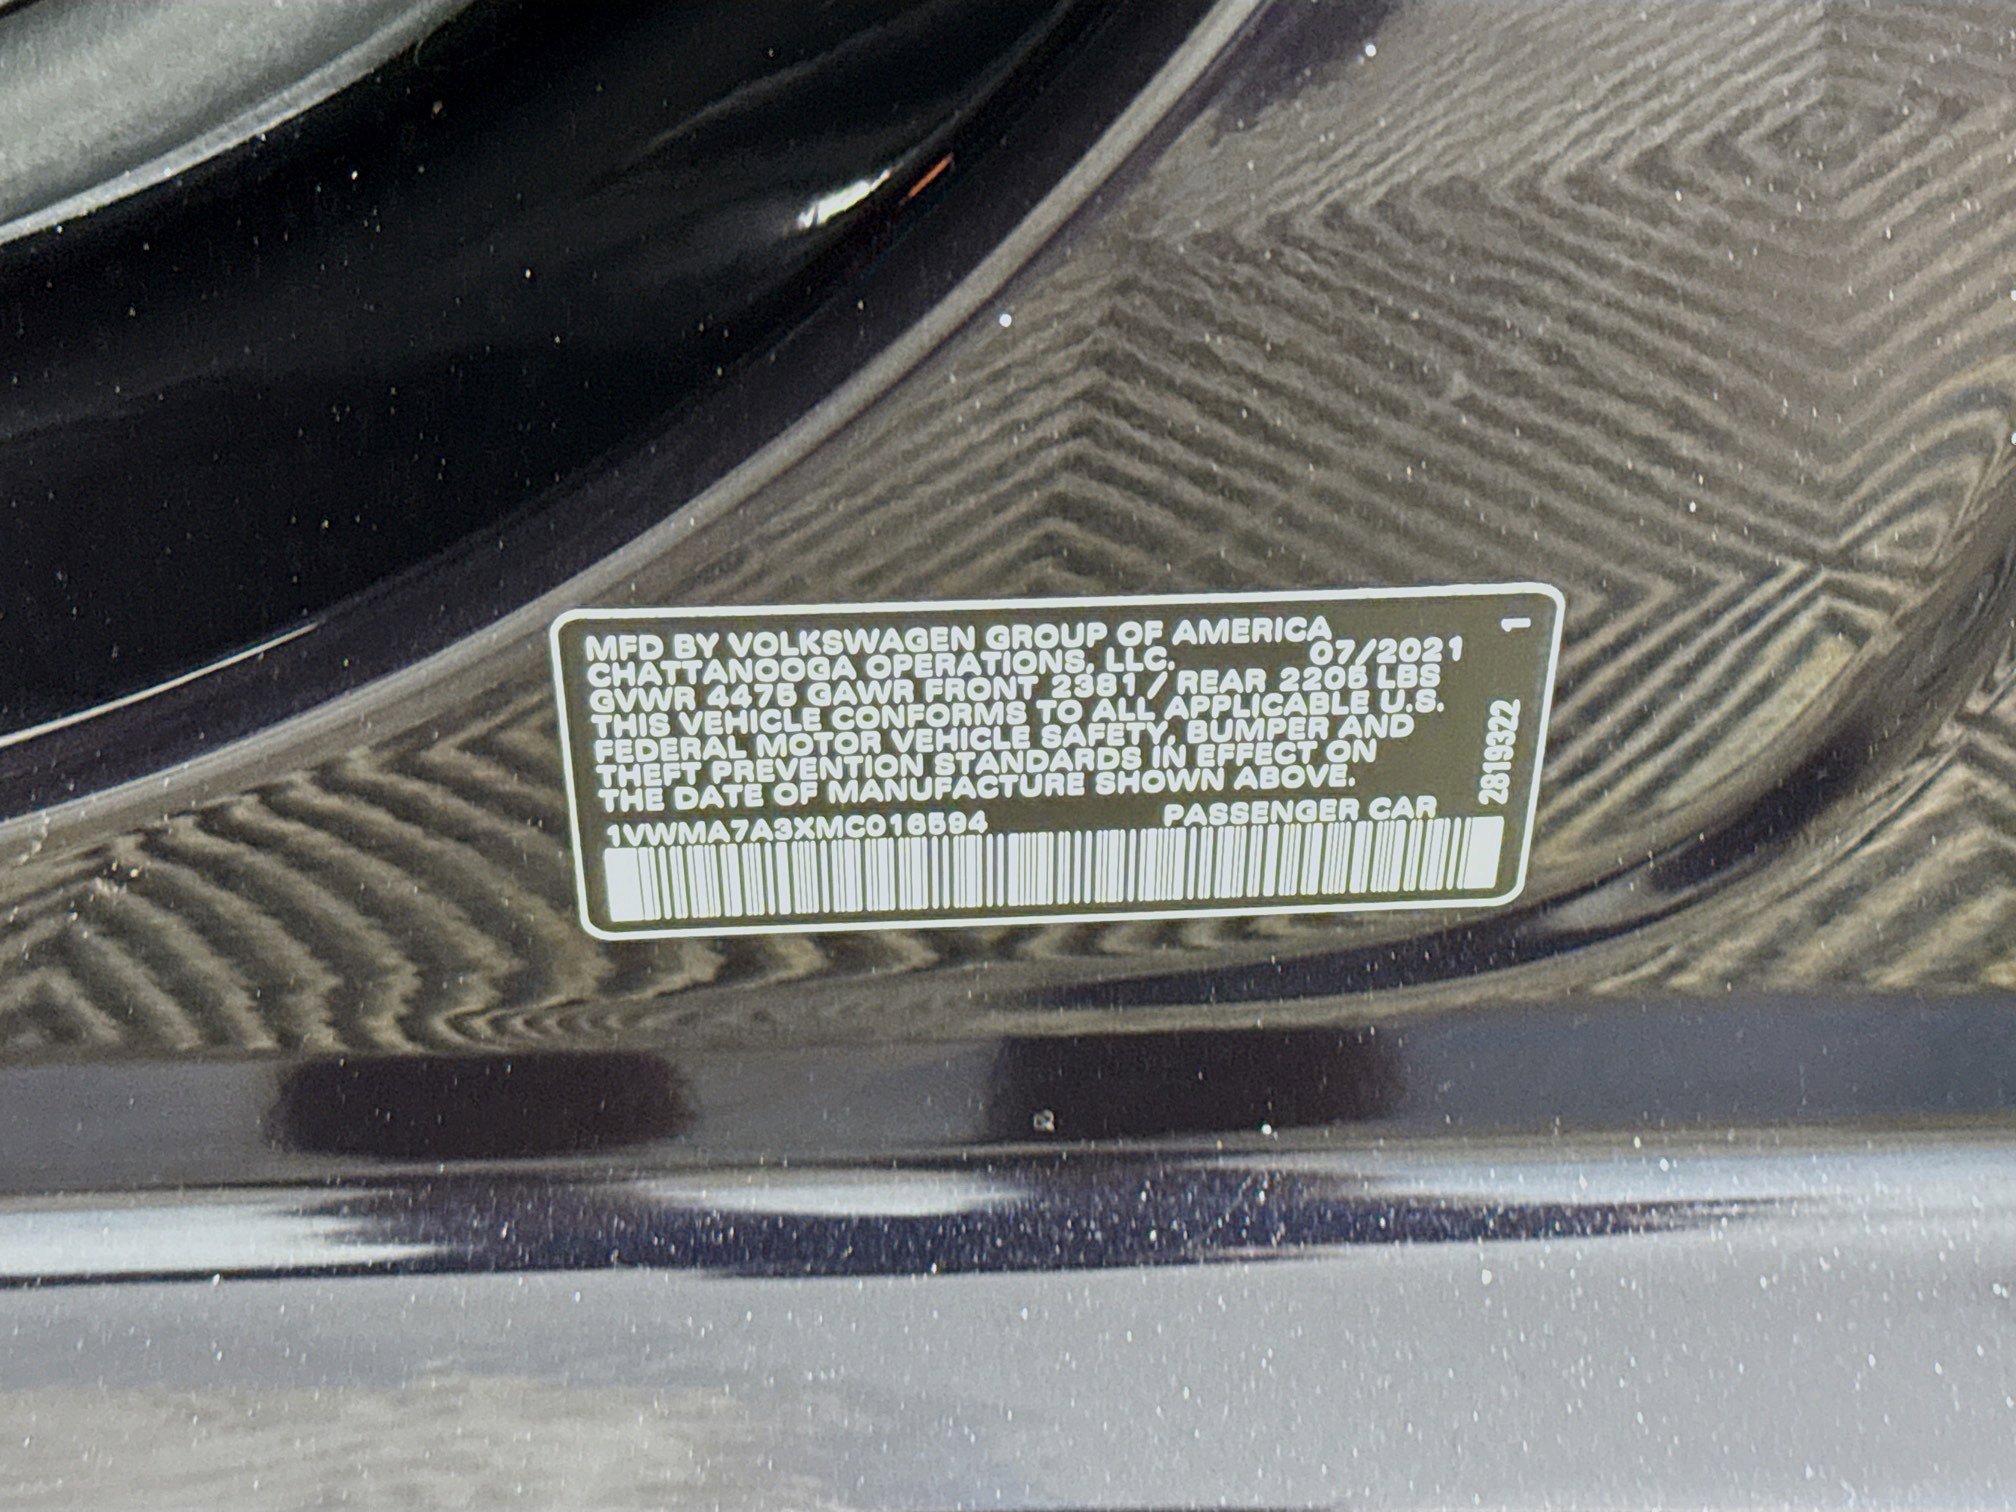 MFD BY VOLKSWAGEN GROUP OF AMERICA
CHATTANOOGA OPERATIONS, LLC. 07/2021
GVWR 4475 GAWR FRONT 2381 / REAR 2205 LBS
THIS VEHICLE CONFORMS TO ALL APPLICABLE U.S.
FEDERAL MOTOR VEHICLE SAFETY, BUMPER AND
THEFT PREVENTION STANDARDS IN EFFECT ON
THE DATE OF MANUFACTURE SHOWN ABOVE.
1VWMA7A3XMC016594 PASSENGER CAR
2819322 1